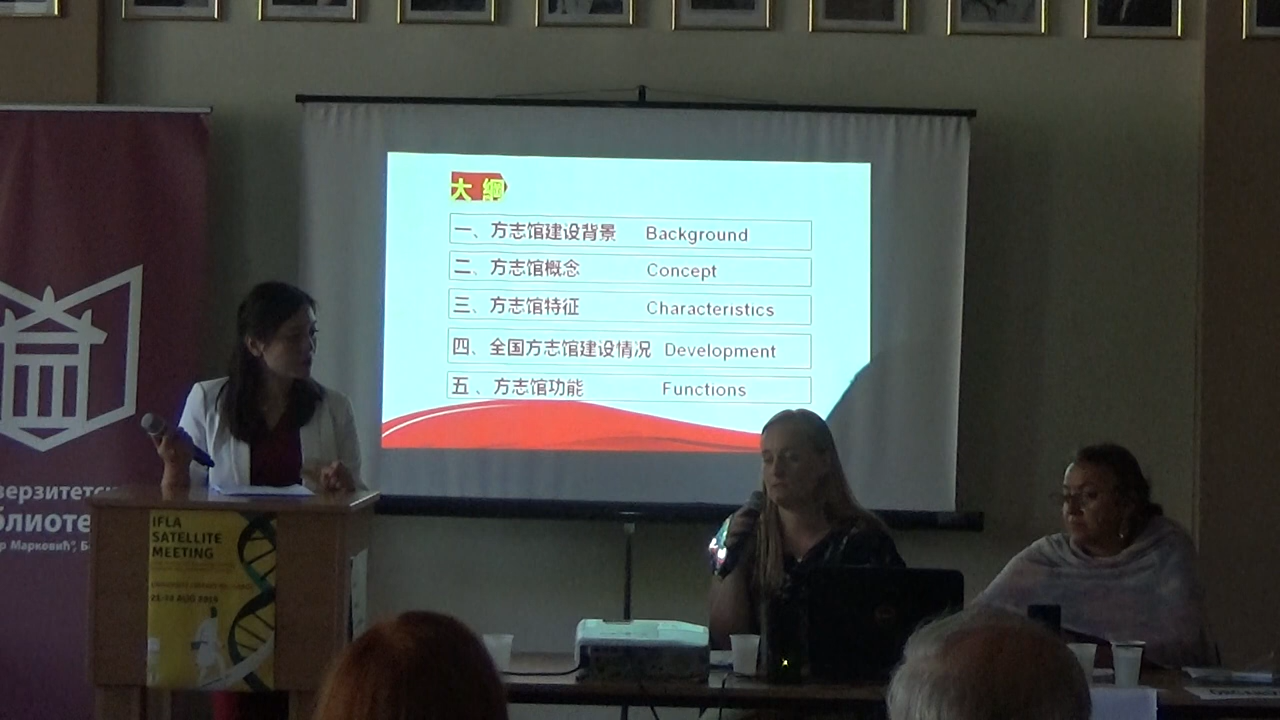 大 纲
一、方志馆建设背景 Background
二、方志馆概念 Concept
三、方志馆特征 Characteristics
四、全国方志馆建设情况 Development
五、方志馆功能 Functions
верзитетск
блиоте
р Марковић", Б
IFLA
SATELLITE
MEETING